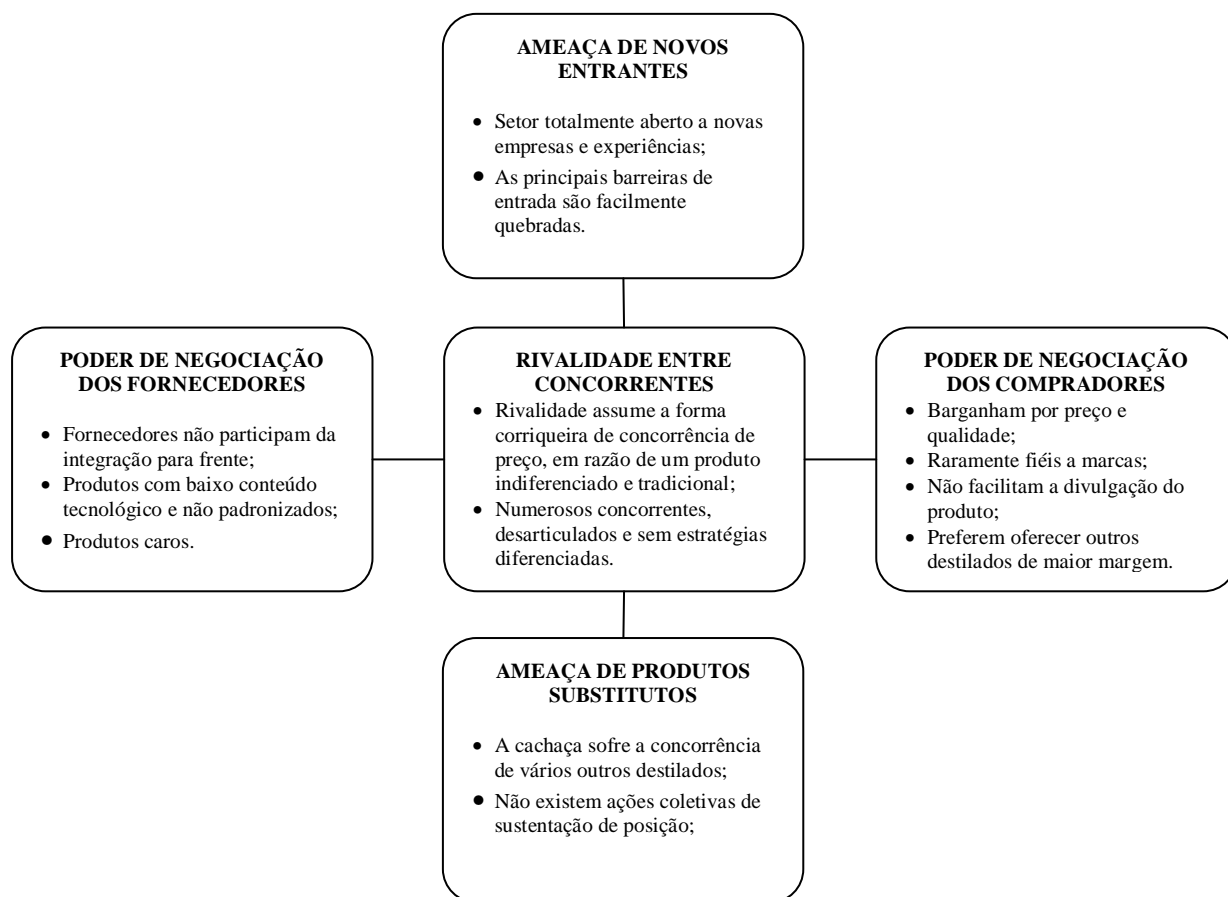 AMEAÇA DE NOVOS
ENTRANTES
• Setor totalmente aberto a novas
empresas e experiências;
• As principais barreiras de
entrada são facilmente
quebradas.
PODER DE NEGOCIAÇÃO
DOS FORNECEDORES
• Fornecedores não participam da
integração para frente;
• Produtos com baixo conteúdo
tecnológico e não padronizados;
• Produtos caros.
RIVALIDADE ENTRE
CONCORRENTES
• Rivalidade assume a forma
corriqueira de concorrência de
preço, em razão de um produto
indiferenciado e tradicional;
• Numerosos concorrentes,
desarticulados e sem estratégias
diferenciadas.
PODER DE NEGOCIAÇÃO
DOS COMPRADORES
• Barganham por preço e
qualidade;
• Raramente fiéis a marcas;
• Não facilitam a divulgação do
produto;
• Preferem oferecer outros
destilados de maior margem.
AMEAÇA DE PRODUTOS
SUBSTITUTOS
• A cachaça sofre a concorrência
de vários outros destilados;
• Não existem ações coletivas de
sustentação de posição;